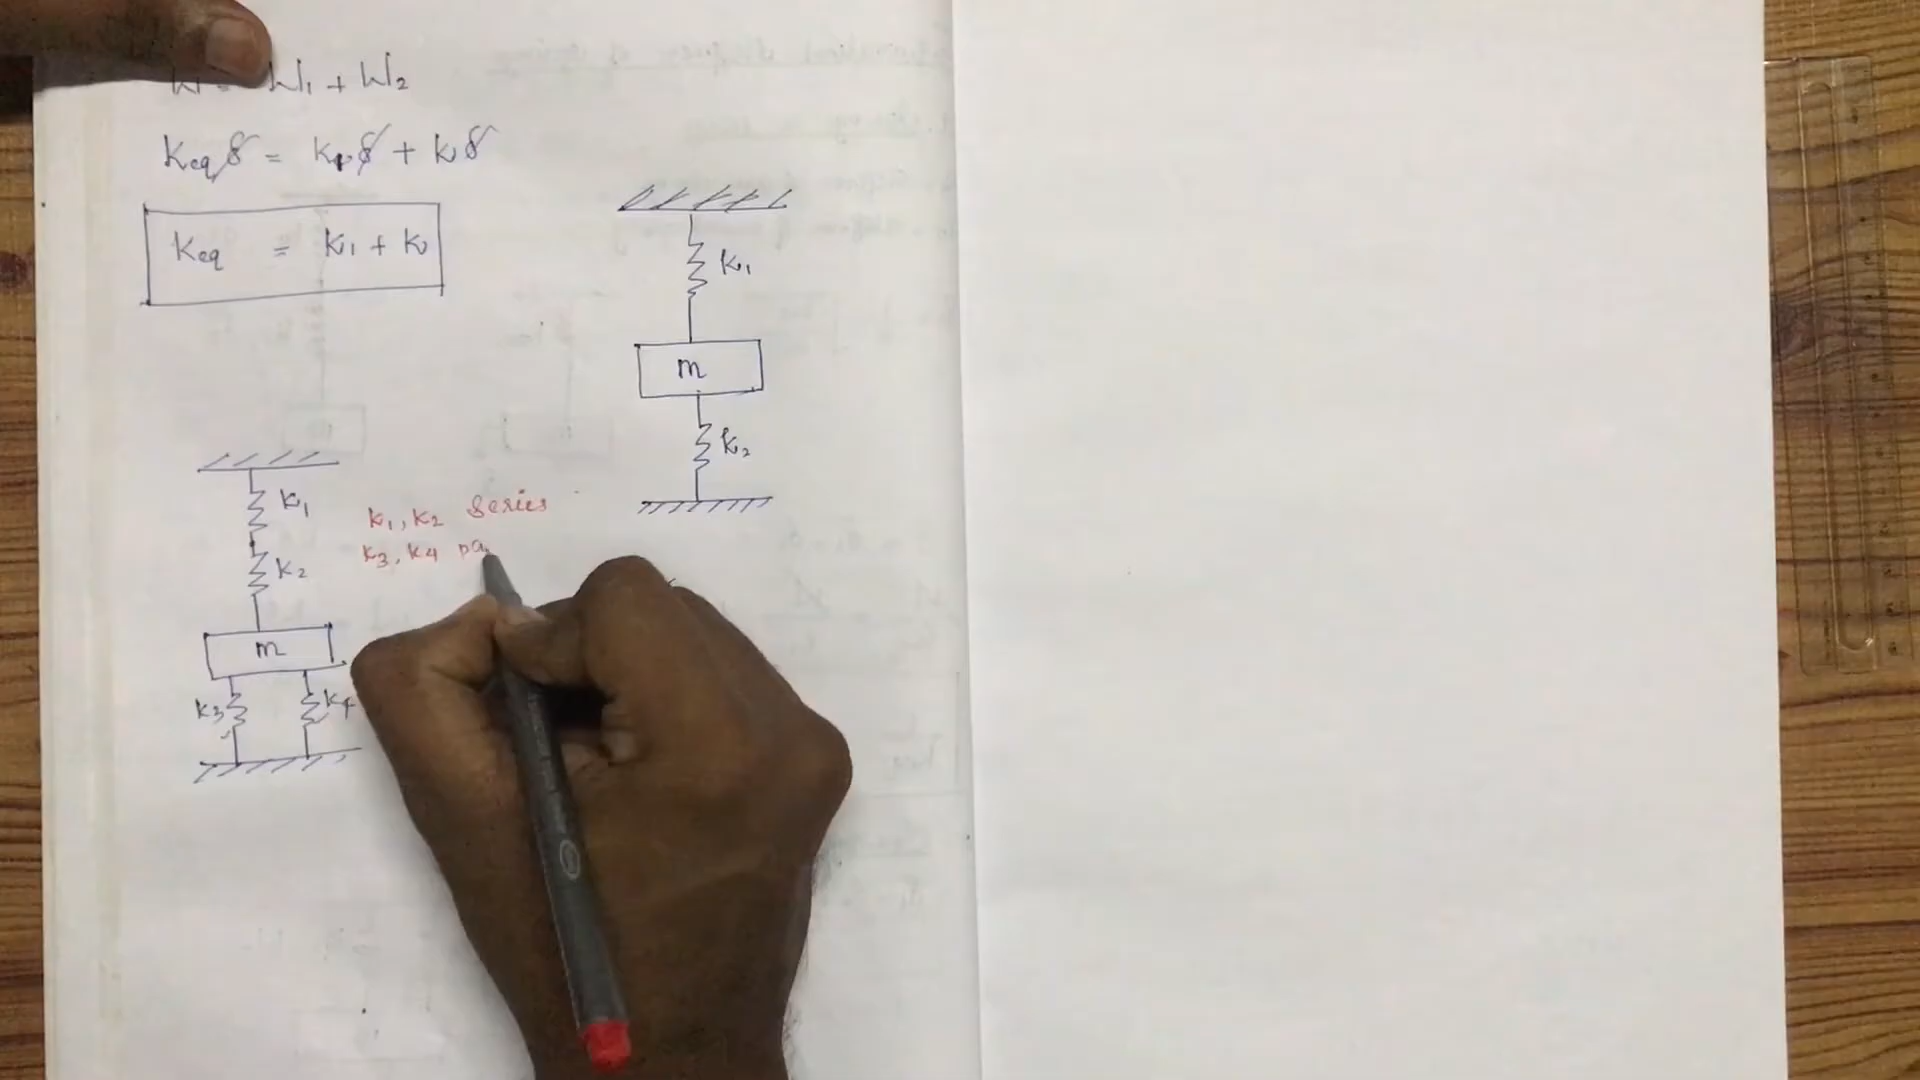 W = W₁ + W₂
Keq δ = K₁ δ + K₂ δ
Keq = K₁ + K₂
K₁
m
K₂
K₁
K₂
m
K₃ K₄
K₁, K₂ Series
K₃, K₄ pa